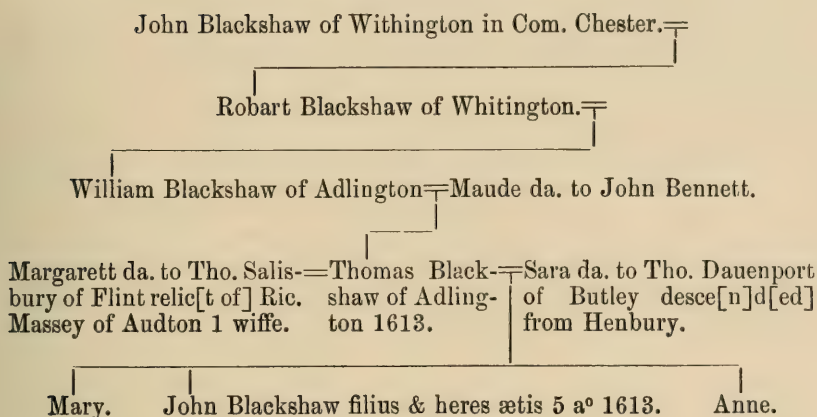 John Blackshaw of Withington in Com. Chester.
Robart Blackshaw of Whitington.
William Blackshaw of Adlington=Maude da. to John Bennett.
Margarett da. to Tho. Salis-
bury of Flint relic[t of] Ric.
Massey of Audton 1 wiffe.
=Thomas Black-
shaw of Adling-
ton 1613.
=Sara da. to Tho. Dauenport
of Butley desce[n]d[ed]
from Henbury.
Mary. John Blackshaw filius & heres ætis 5 aº 1613. Anne.